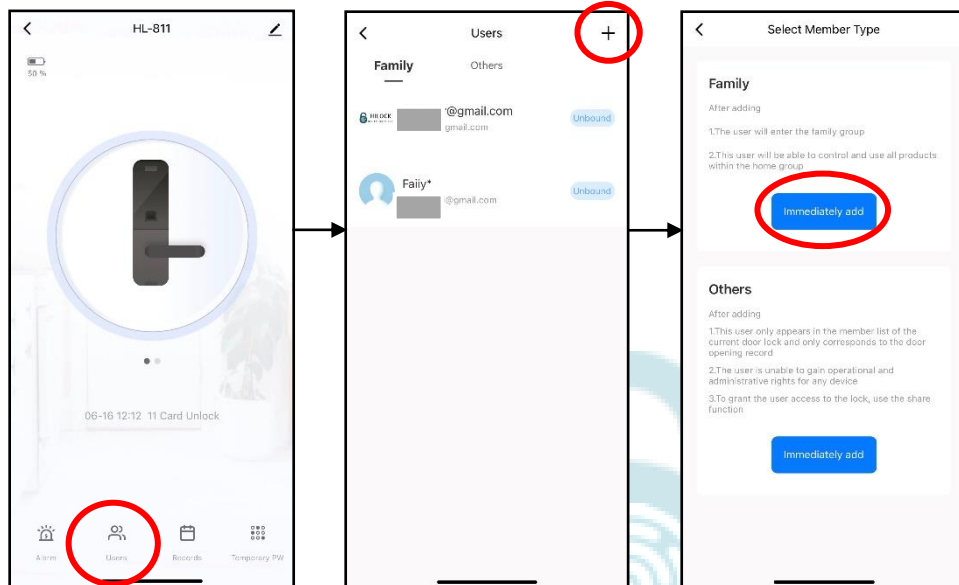 HL-811
50 %
06-16 12:12 11 Card Unlock
Alarm
Users
Records
Temporary PW
Users
Family
Others
HILDER
@gmail.com
gmail.com
Unbound
Faiiy*
@gmail.com
Unbound
Select Member Type
Family
After adding
1.The user will enter the family group
2.This user will be able to control and use all products
within the home group
Immediately add
Others
After adding
1.This user only appears in the member list of the
current door lock and only corresponds to the door
opening record
2.The user is unable to gain operational and
administrative rights for any device
3.To grant the user access to the lock, use the share
function
Immediately add